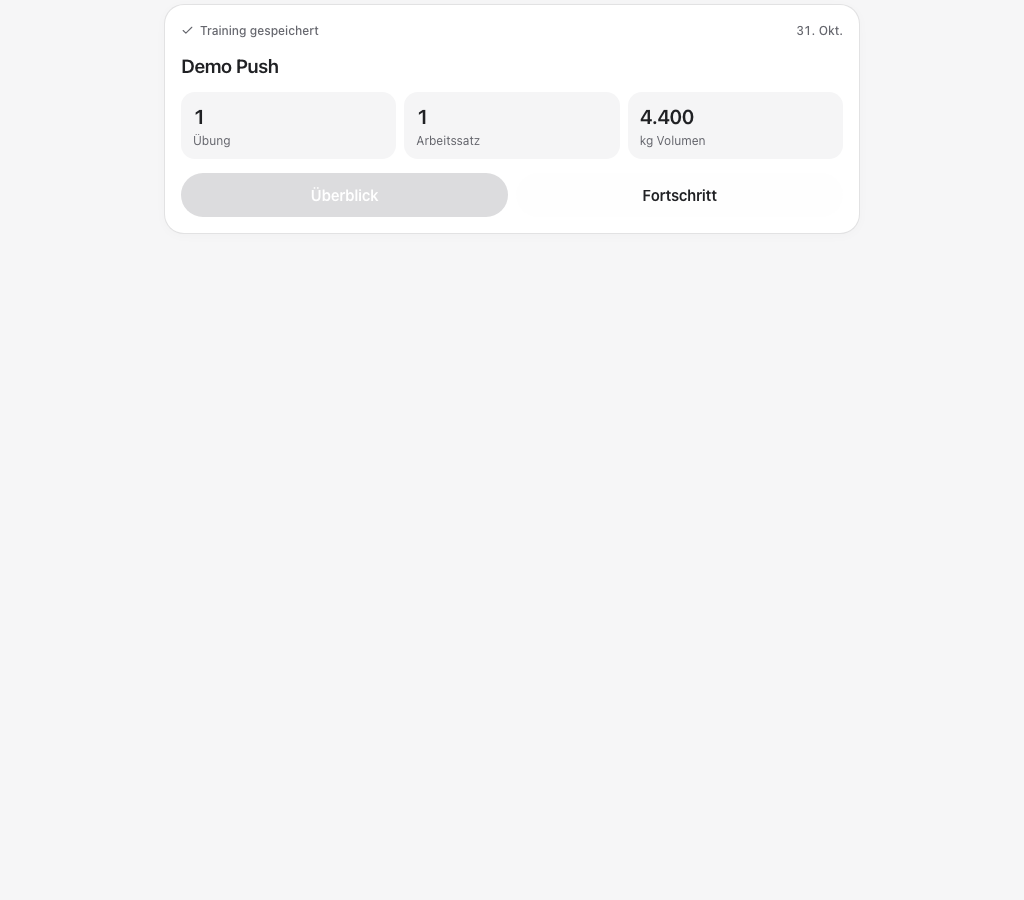 Training gespeichert
31. Okt.
Demo Push
1
Übung
1
Arbeitssatz
4.400
kg Volumen
Überblick
Fortschritt